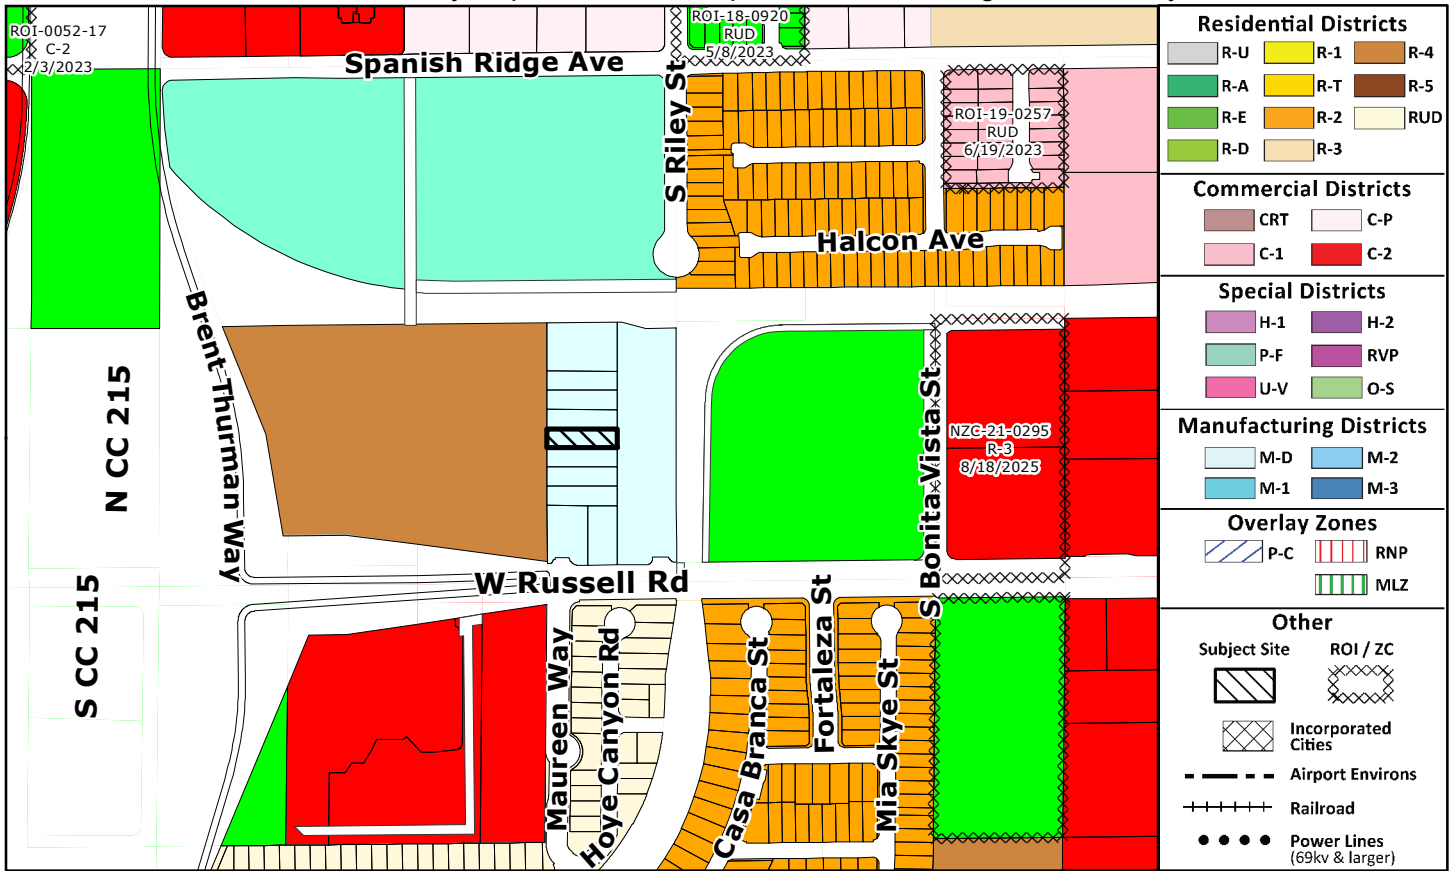 ROI-0052-17
C-2
2/3/2023
ROI-18-0920
RUD
5/8/2023
Spanish Ridge Ave
S Riley St
ROI-19-0257
RUD
6/19/2023
Halcon Ave
Brent Thurman Way
N CC 215
S Bonita Vista St
NZC-21-0295
R-3
8/18/2025
W Russell Rd
S CC 215
Maureen Way
Hoye Canyon Rd
Casa Branca St
Fortaleza St
Mia Skye St
Residential Districts
R-U
R-1
R-4
R-A
R-T
R-5
R-E
R-2
RUD
R-D
R-3
Commercial Districts
CRT
C-P
C-1
C-2
Special Districts
H-1
H-2
P-F
RVP
U-V
O-S
Manufacturing Districts
M-D
M-2
M-1
M-3
Overlay Zones
P-C
RNP
MLZ
Other
Subject Site
ROI / ZC
Incorporated
Cities
Airport Environs
Railroad
Power Lines
(69kv & larger)